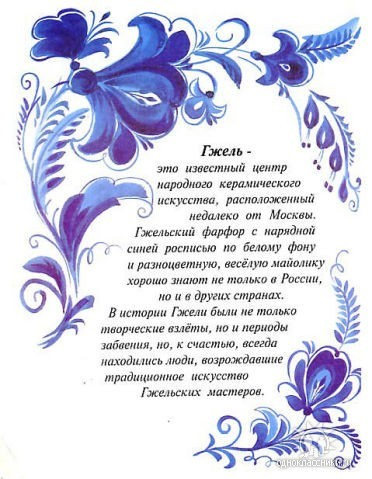 Гжель -
это известный центр
народного керамического
искусства, расположенный
недалеко от Москвы.
Гжельский фарфор с нарядной
синей росписью по белому фону
и разноцветную, весёлую майолику
хорошо знают не только в России,
но и в других странах.
В истории Гжели были не только
творческие взлёты, но и периоды
забвения, но, к счастью, всегда
находились люди, возрождавшие
традиционное искусство
Гжельских мастеров.
одноклассники